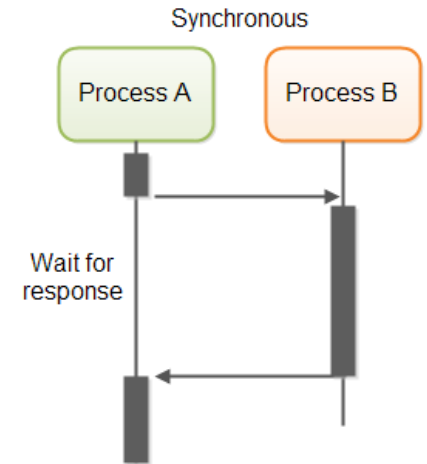 Synchronous
Process A
Process B
Wait for
response